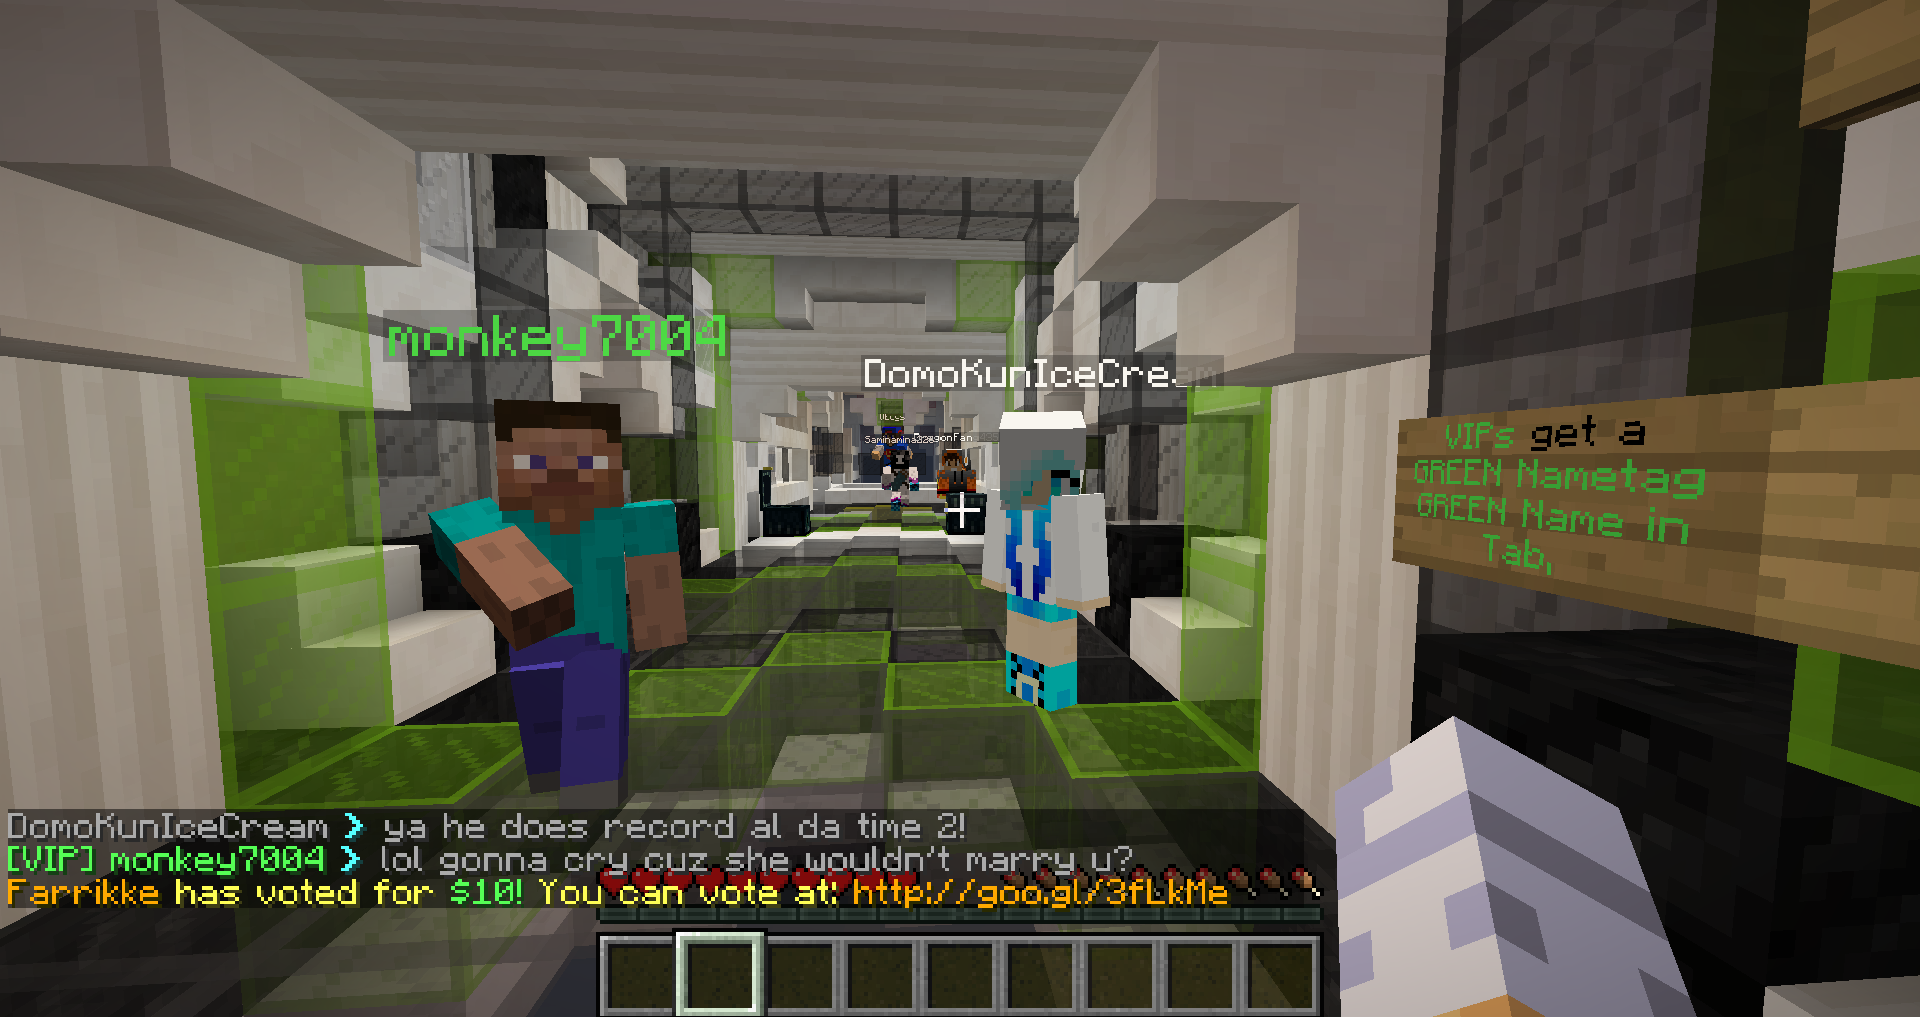 monkey7004
DomoKunIceCream
DragonFan
VIPs get a
GREEN Nametag
GREEN Name in
Tab,
DomoKunIceCream > ya he does record al da time 2!
[VIP] monkey7004 > lol gonna cry cuz she wouldn't marry u?
Farrikke has voted for $10! You can vote at: http://goo.gl/3fLkMe